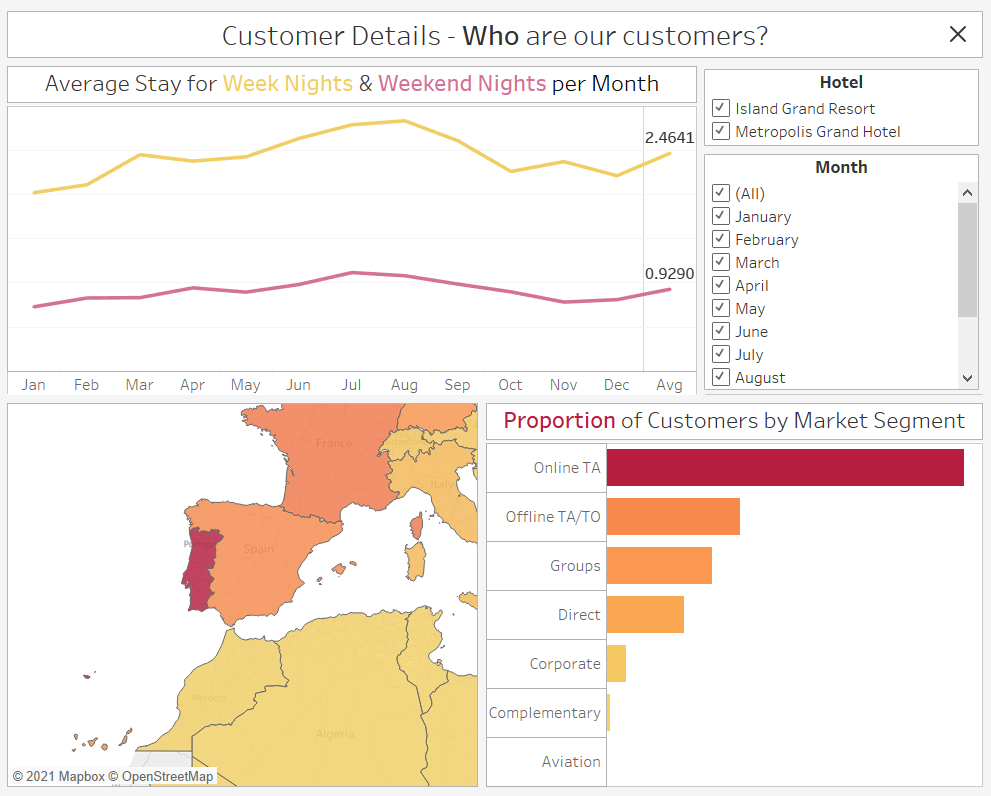 Customer Details - Who are our customers?
Average Stay for Week Nights & Weekend Nights per Month
2.4641
0.9290
Jan Feb Mar Apr May Jun Jul Aug Sep Oct Nov Dec Avg
Hotel
Island Grand Resort
Metropolis Grand Hotel
Month
(All)
January
February
March
April
May
June
July
August
France
Italy
Spain
Morocco
Algeria
© 2021 Mapbox © OpenStreetMap
Proportion of Customers by Market Segment
Online TA
Offline TA/TO
Groups
Direct
Corporate
Complementary
Aviation